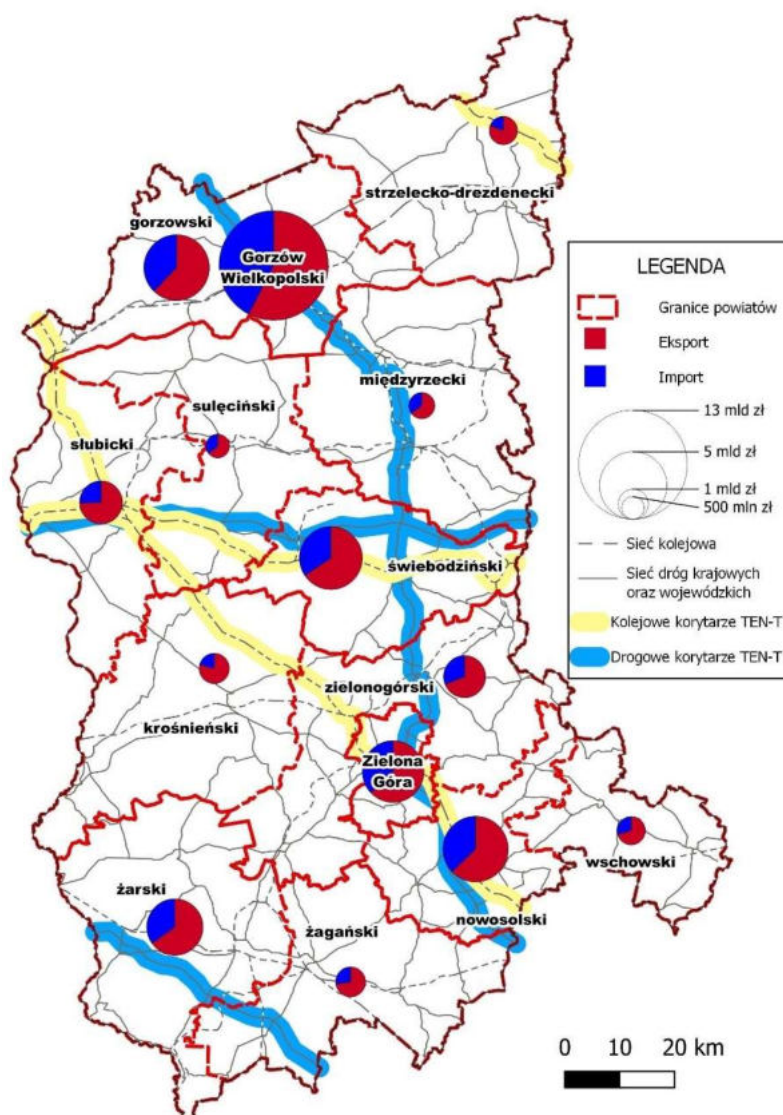 strzelecko-drezdenecki
gorzowski
Gorzów
Wielkopolski
międzyrzecki
sulęciński
słubicki
świebodziński
zielonogórski
krośnieński
Zielona
Góra
wschowski
nowosolski
żarski
żagański
LEGENDA
Granice powiatów
Eksport
Import
13 mld zł
5 mld zł
1 mld zł
500 mln zł
Sieć kolejowa
Sieć dróg krajowych
oraz wojewódzkich
Kolejowe korytarze TEN-T
Drogowe korytarze TEN-T
0 10 20 km